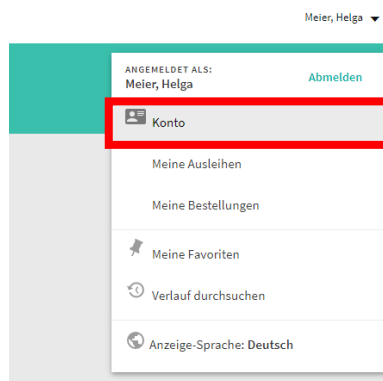 Meier, Helga
ANGEMELDET ALS:
Meier, Helga
Abmelden
Konto
Meine Ausleihen
Meine Bestellungen
Meine Favoriten
Verlauf durchsuchen
Anzeige-Sprache: Deutsch